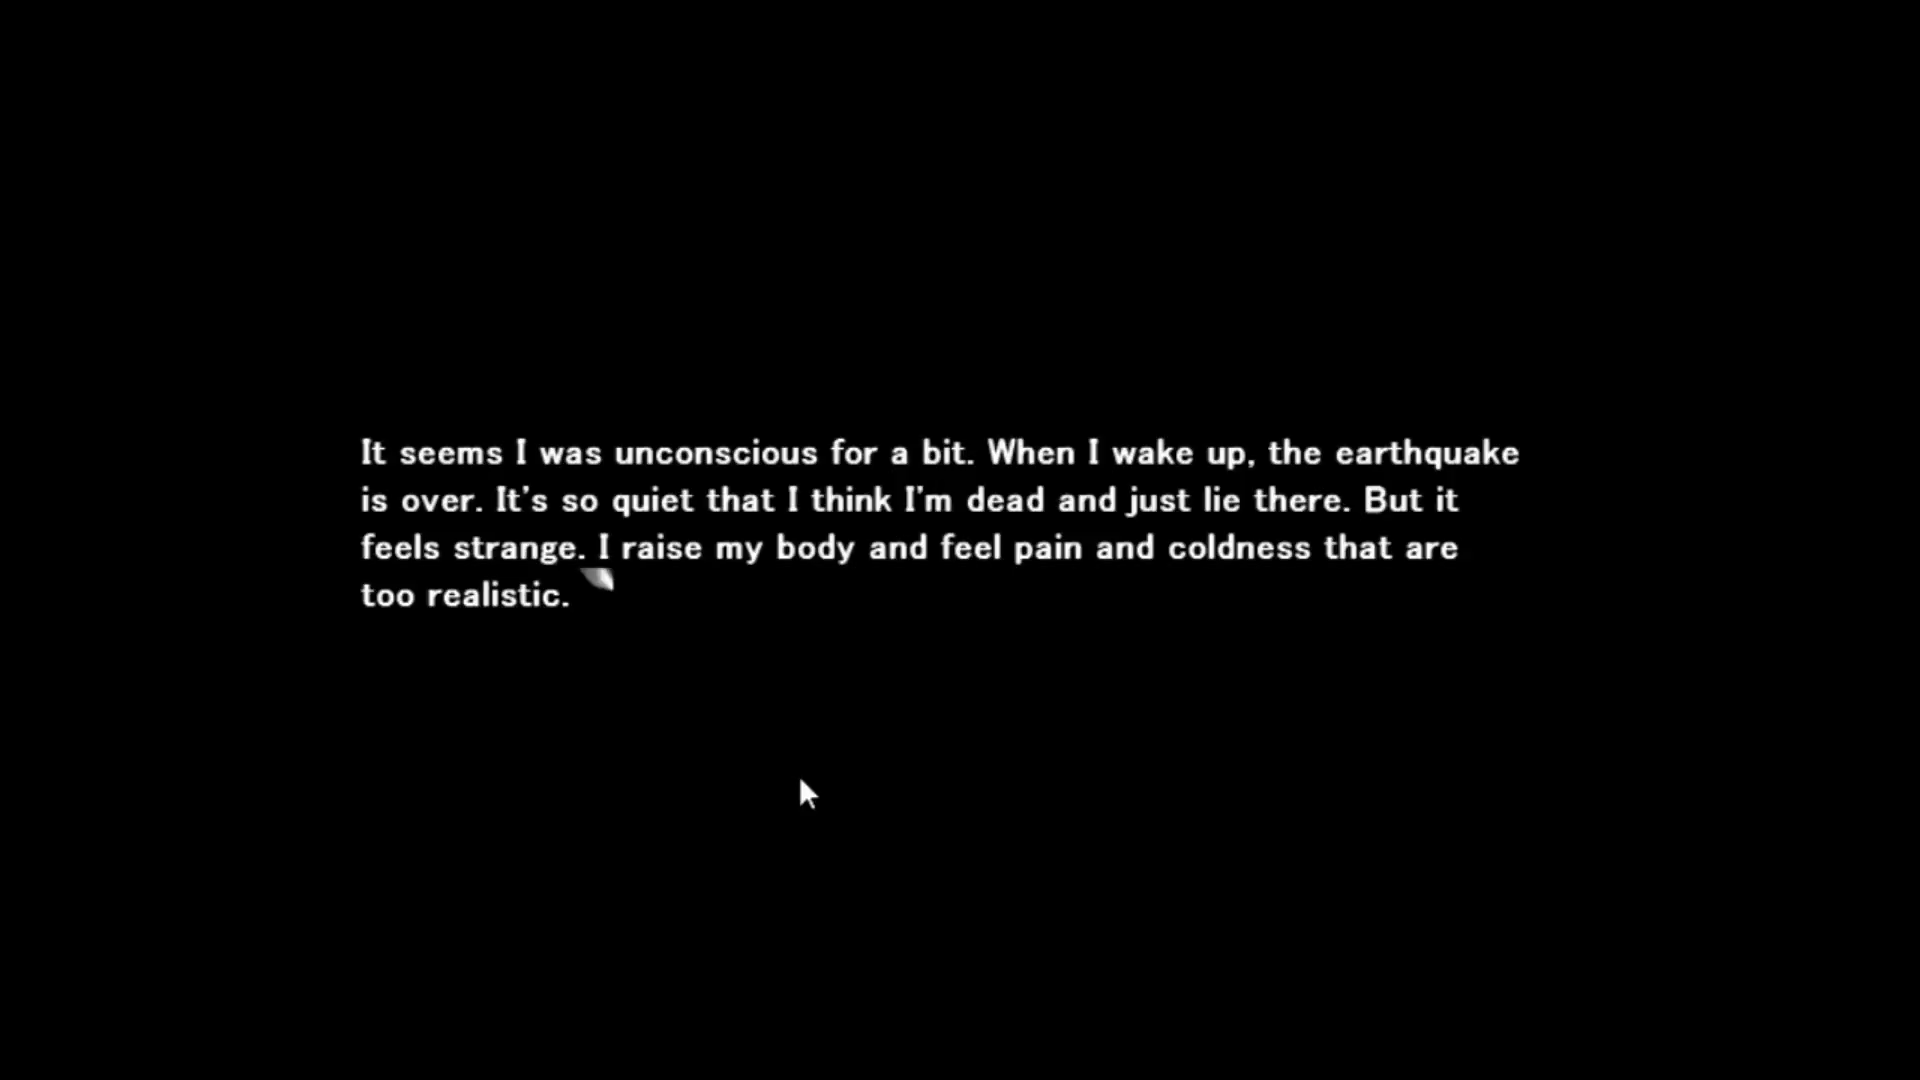 It seems I was unconscious for a bit. When I wake up, the earthquake
is over. It's so quiet that I think I'm dead and just lie there. But it
feels strange. I raise my body and feel pain and coldness that are
too realistic.